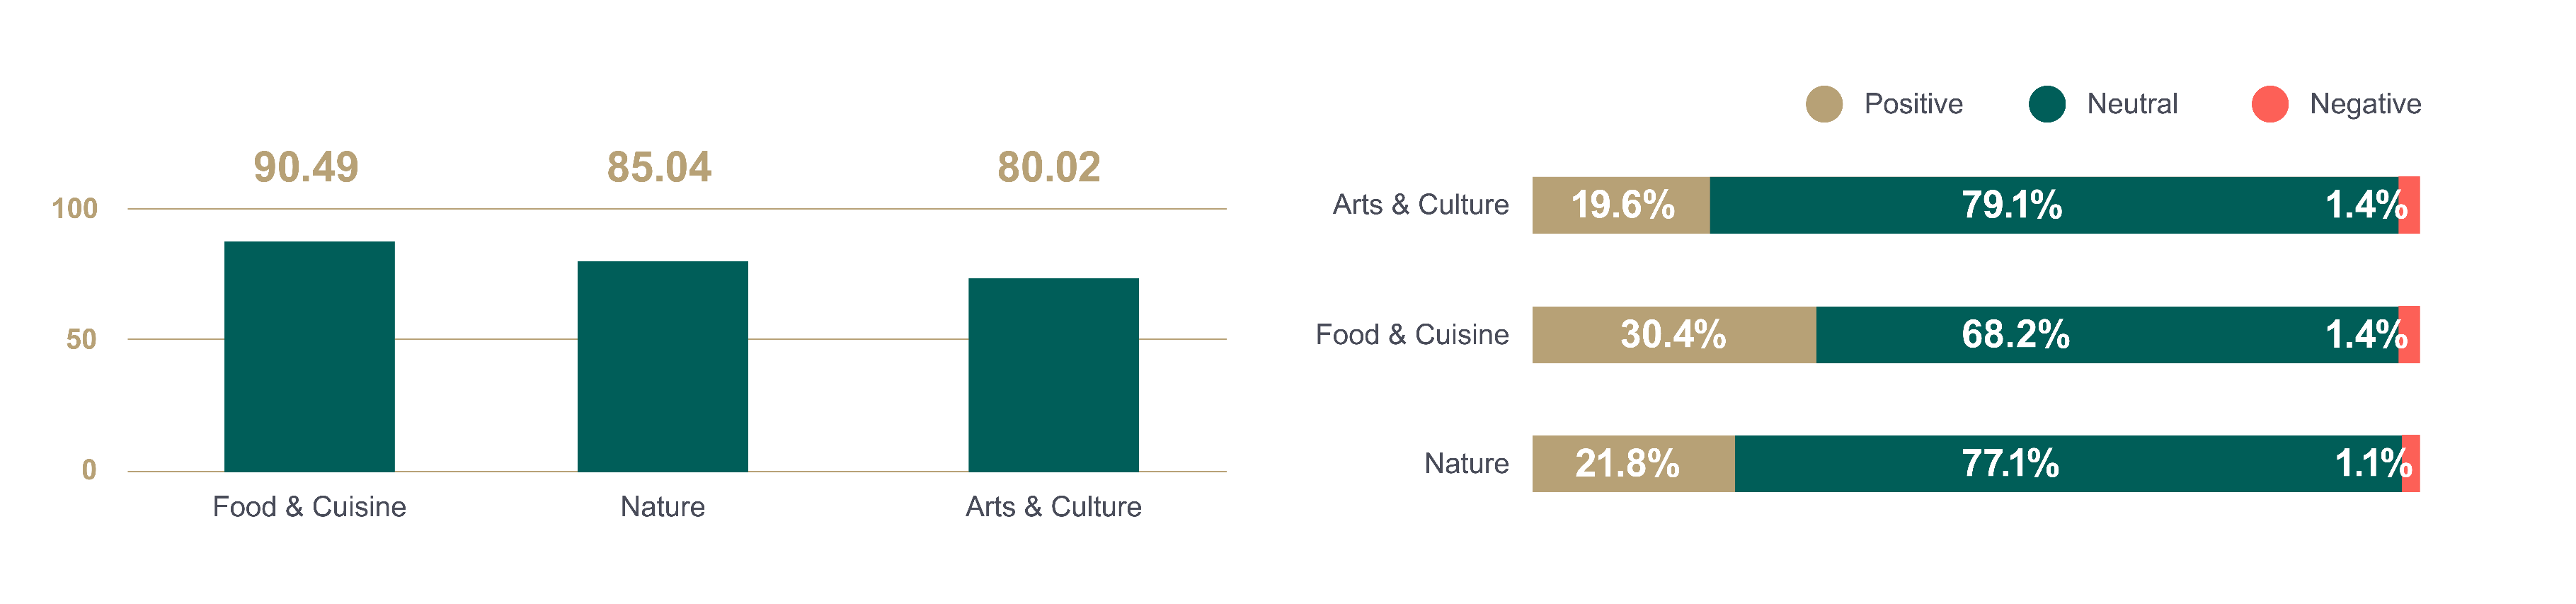 90.49 85.04 80.02
100
50
0
Food & Cuisine Nature Arts & Culture
Positive Neutral Negative
Arts & Culture 19.6% 79.1% 1.4%
Food & Cuisine 30.4% 68.2% 1.4%
Nature 21.8% 77.1% 1.1%